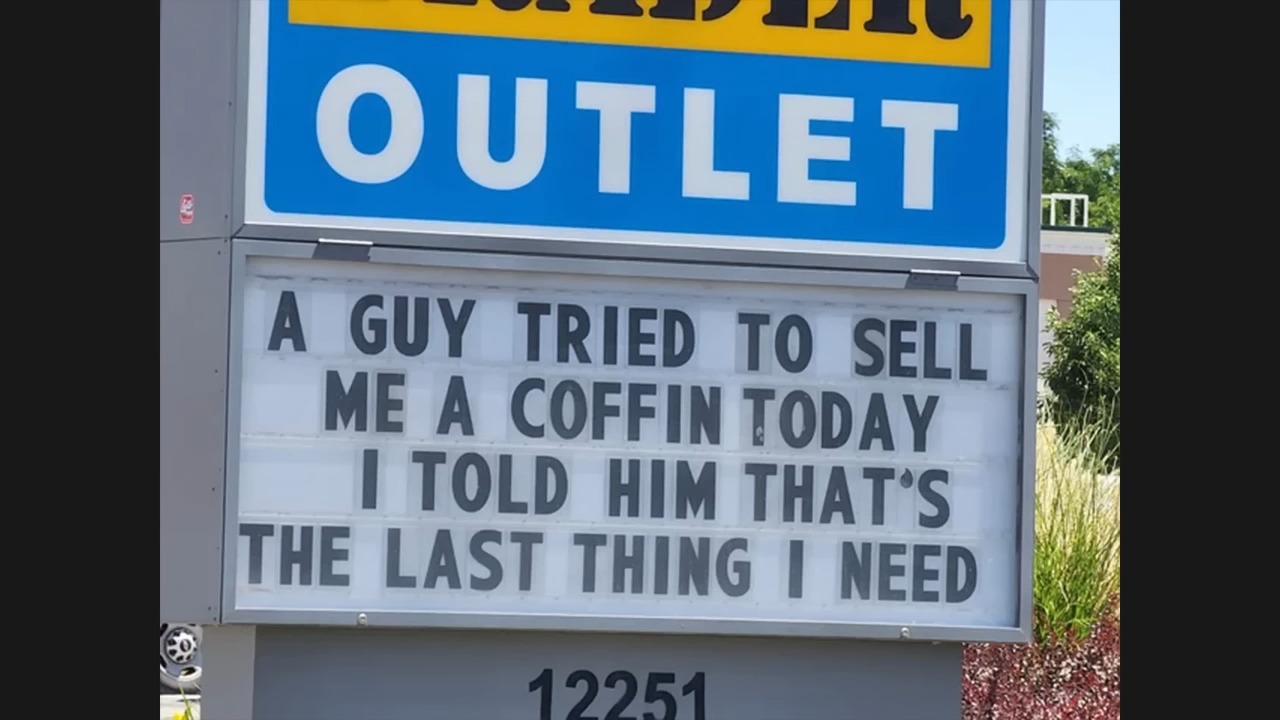 OUTLET
A GUY TRIED TO SELL
ME A COFFIN TODAY
I TOLD HIM THAT'S
THE LAST THING I NEED
12251